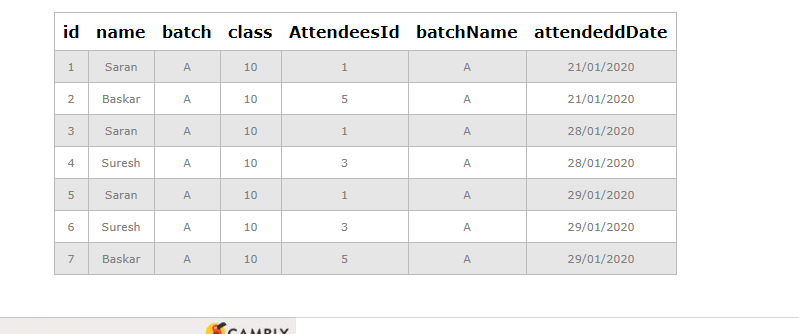 id name batch class AttendeesId batchName attendeddDate
1 Saran A 10 1 A 21/01/2020
2 Baskar A 10 5 A 21/01/2020
3 Saran A 10 1 A 28/01/2020
4 Suresh A 10 3 A 28/01/2020
5 Saran A 10 1 A 29/01/2020
6 Suresh A 10 3 A 29/01/2020
7 Baskar A 10 5 A 29/01/2020